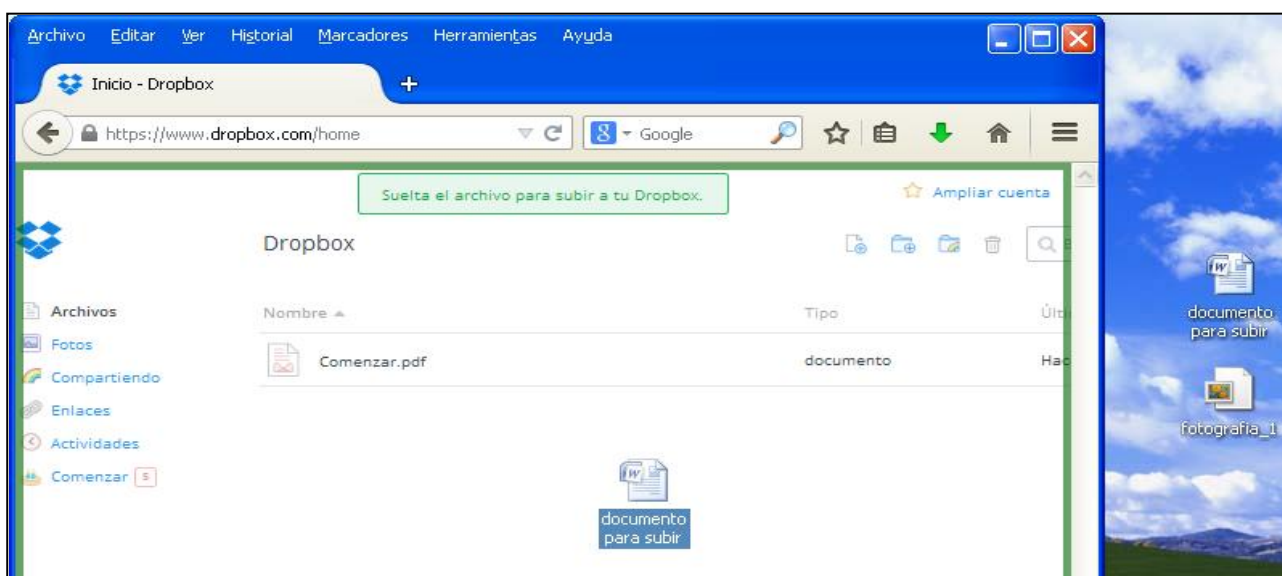 Archivo Editar Ver Historial Marcadores Herramientas Ayuda
Inicio - Dropbox
https://www.dropbox.com/home
Google
Suelta el archivo para subir a tu Dropbox.
Ampliar cuenta
Dropbox
Archivos
Fotos
Compartiendo
Enlaces
Actividades
Comenzar 5
Nombre Tipo
Comenzar.pdf documento
documento
para subir
documento
para subir
fotografia_1